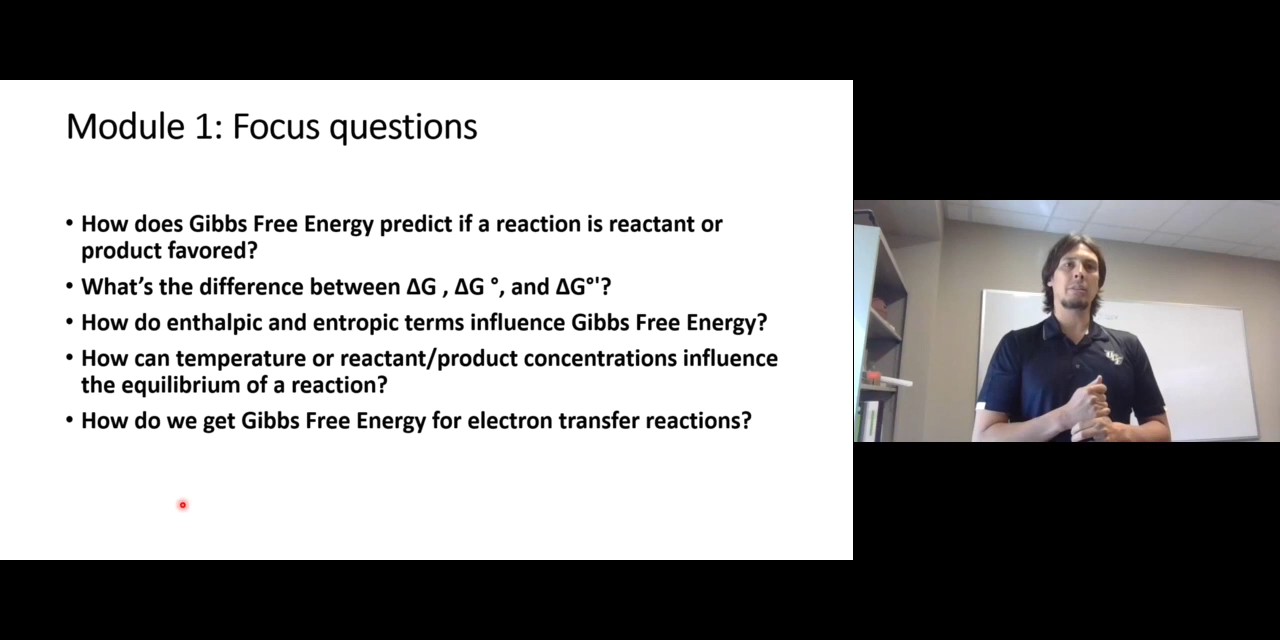 Module 1: Focus questions
• How does Gibbs Free Energy predict if a reaction is reactant or
product favored?
• What’s the difference between ΔG , ΔG °, and ΔG°'?
• How do enthalpic and entropic terms influence Gibbs Free Energy?
• How can temperature or reactant/product concentrations influence
the equilibrium of a reaction?
• How do we get Gibbs Free Energy for electron transfer reactions?